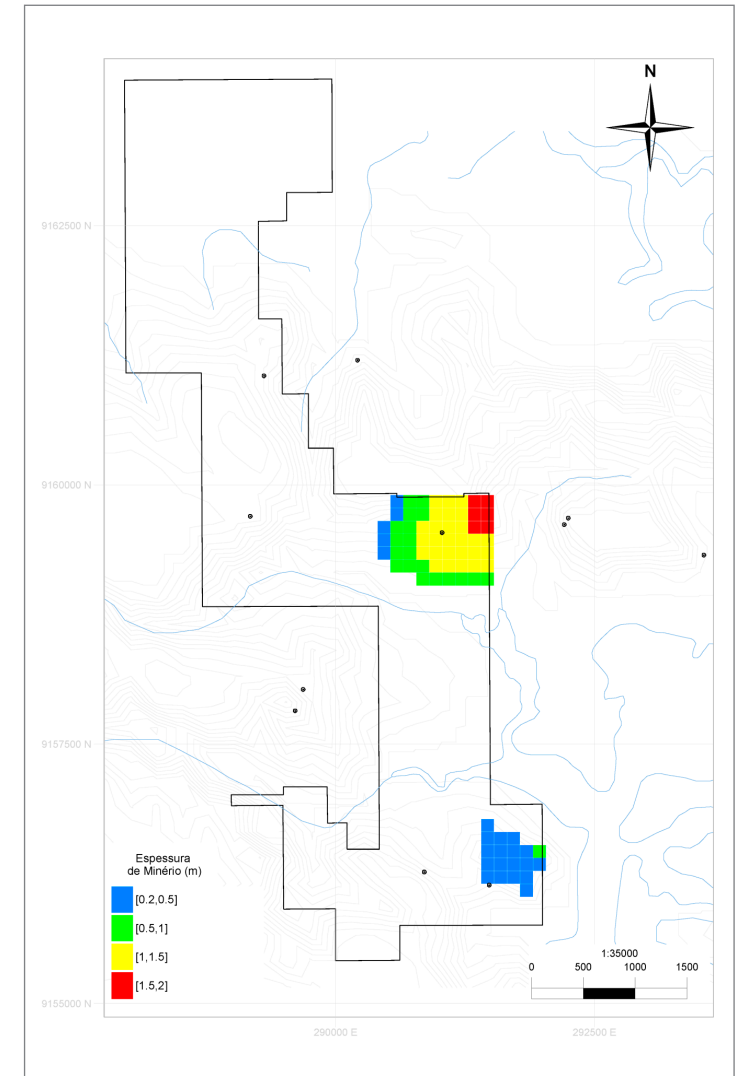 N
9162500 N
9160000 N
9157500 N
Espessura
de Minério (m)
[0.2,0.5]
[0.5,1]
[1,1.5]
[1.5,2]
1:35000
0 500 1000 1500
9155000 N
290000 E 292500 E